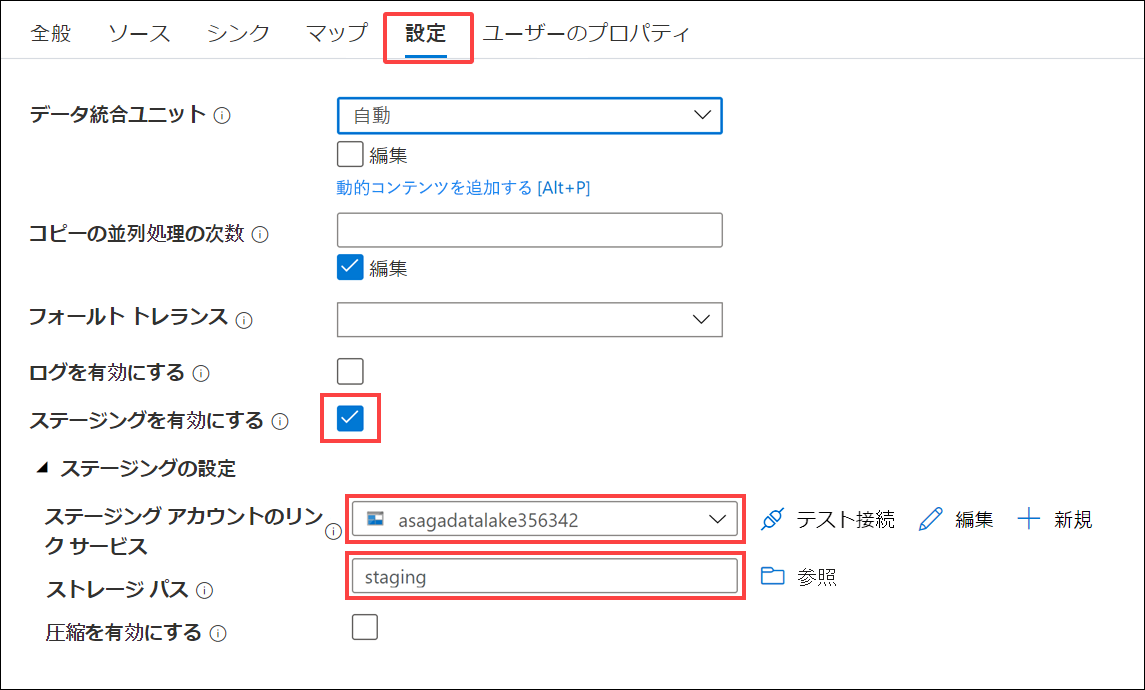 全般 ソース シンク マップ 設定 ユーザーのプロパティ
データ統合ユニット 自動
編集
動的コンテンツを追加する [Alt+P]
コピーの並列処理の次数
編集
フォールト トレランス
ログを有効にする
ステージングを有効にする
ステージングの設定
ステージング アカウントのリン
ク サービス
asagadatalake356342 テスト接続 編集 新規
ストレージ パス staging 参照
圧縮を有効にする